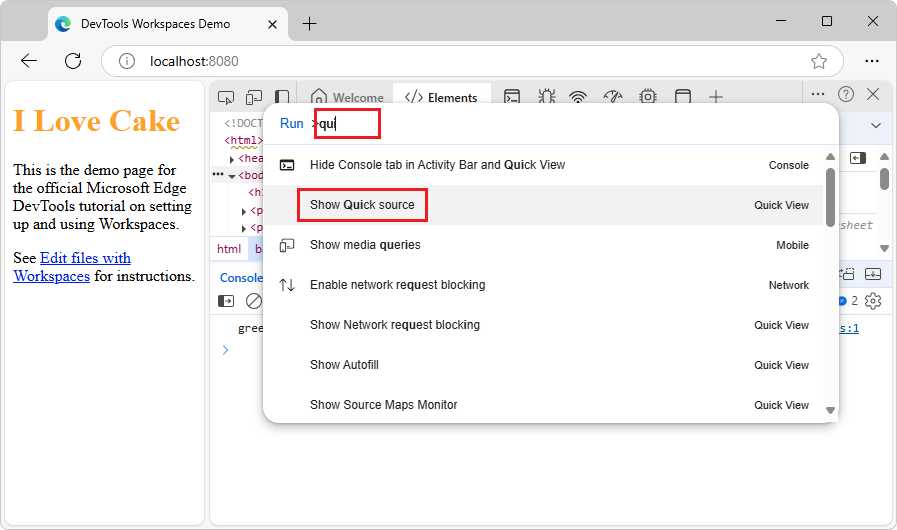 DevTools Workspaces Demo
localhost:8080
I Love Cake
This is the demo page for
the official Microsoft Edge
DevTools tutorial on setting
up and using Workspaces.
See Edit files with
Workspaces for instructions.
Welcome
Elements
<!DOCT
<html>
<hea
<body
<h
<p
<p
html
b
Run >qui
Hide Console tab in Activity Bar and Quick View Console
Show Quick source Quick View
Show media queries Mobile
Enable network request blocking Network
Show Network request blocking Quick View
Show Autofill Quick View
Show Source Maps Monitor Quick View
sheet
Console
2
gree
s:1